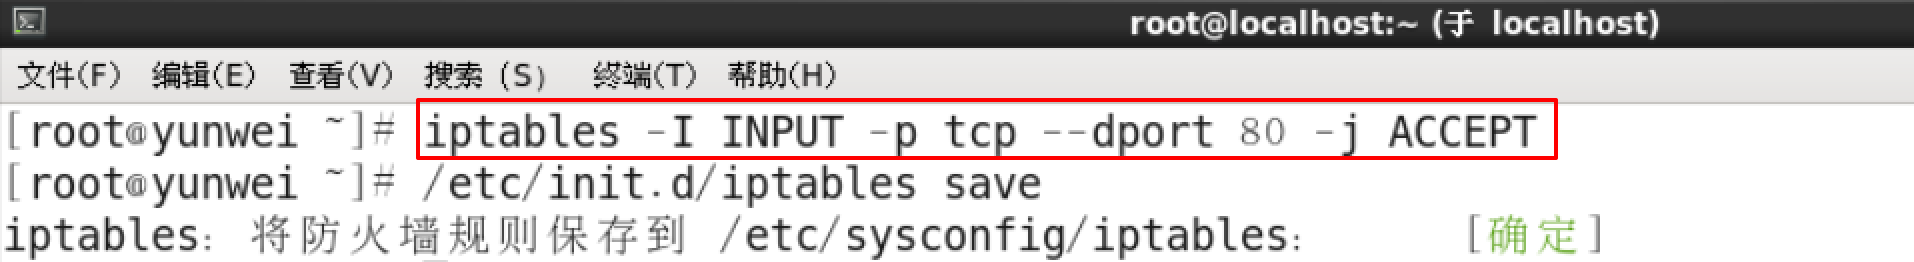 root@localhost:~ (于 localhost)
文件(F) 编辑(E) 查看(V) 搜索 (S) 终端(T) 帮助(H)
[root@yunwei ~]# iptables -I INPUT -p tcp --dport 80 -j ACCEPT
[root@yunwei ~]# /etc/init.d/iptables save
iptables: 将防火墙规则保存到 /etc/sysconfig/iptables: [确定]